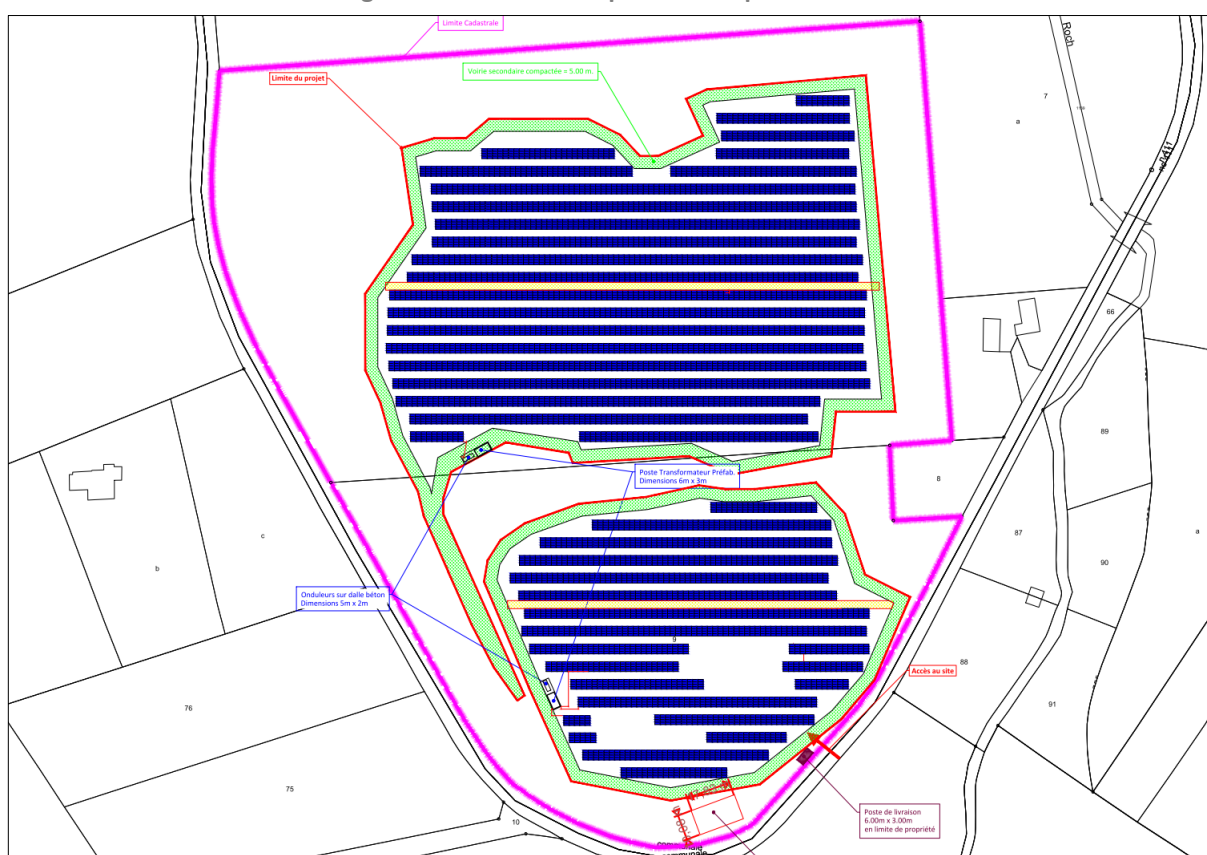 Limite Cadastrale
Roch
Voirie secondaire compactée = 5.00 m.
Limite du projet
7
a
66
89
8
a
87
c
90
b
Poste Transformateur Préfab.
Dimensions 6m x 3m
Onduleurs sur dalle béton
Dimensions 5m x 2m
9
88
Accès au site
91
76
75
10
Poste de livraison
6.00m x 3.00m
en limite de propriété
communale